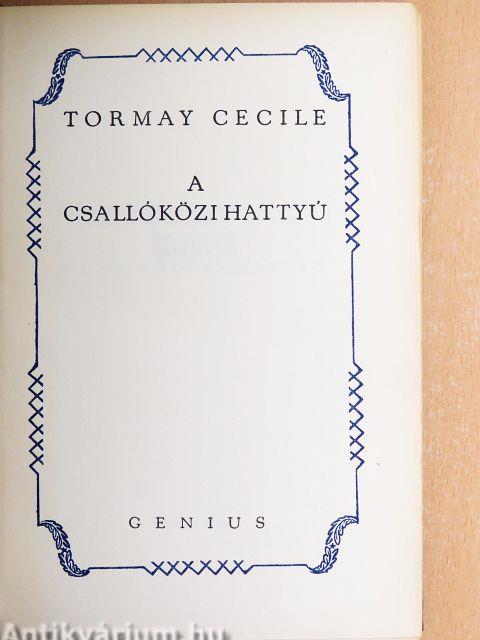 TORMAY CECILE
A
CSALLÓKÖZI HATTYÚ
GENIUS
Antikvárium.hu